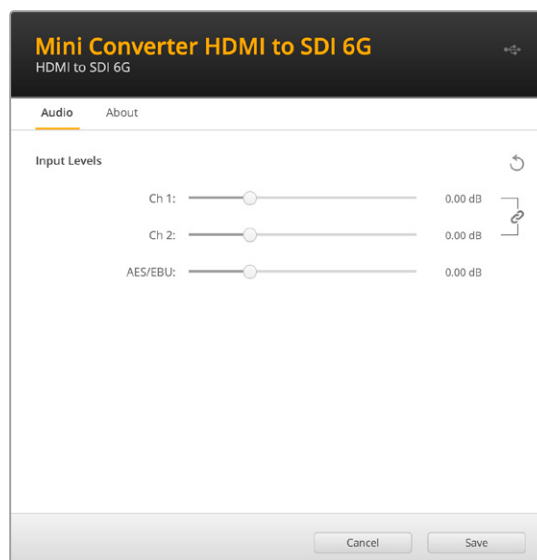 Mini Converter HDMI to SDI 6G
HDMI to SDI 6G
Audio About
Input Levels
Ch 1: 0.00 dB
Ch 2: 0.00 dB
AES/EBU: 0.00 dB
Cancel Save